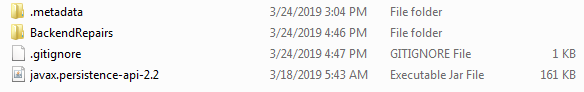 .metadata 3/24/2019 3:04 PM File folder
BackendRepairs 3/24/2019 4:46 PM File folder
.gitignore 3/24/2019 4:47 PM GITIGNORE File 1 KB
javax.persistence-api-2.2 3/18/2019 5:43 AM Executable Jar File 161 KB